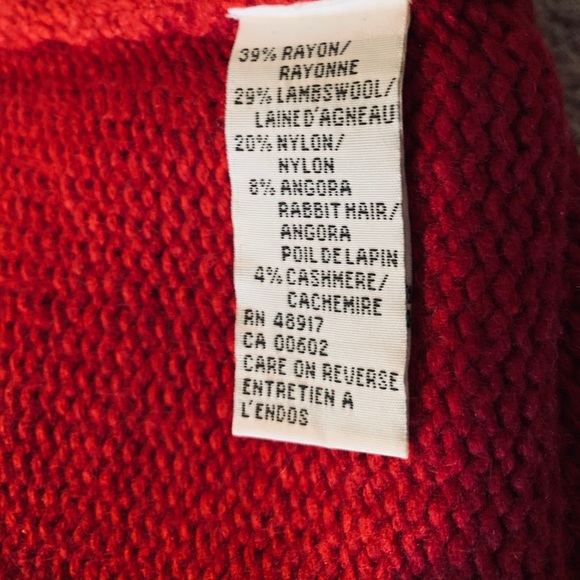 39% RAYON/
RAYONNE
29% LAMBSWOOL/
LAINE D'AGNEAU
20% NYLON/
NYLON
8% ANGORA
RABBIT HAIR/
ANGORA
POIL DE LAPIN
4% CASHMERE/
CACHEMIRE
RN 48917
CA 00602
CARE ON REVERSE
ENTRETIEN A
L'ENDOS